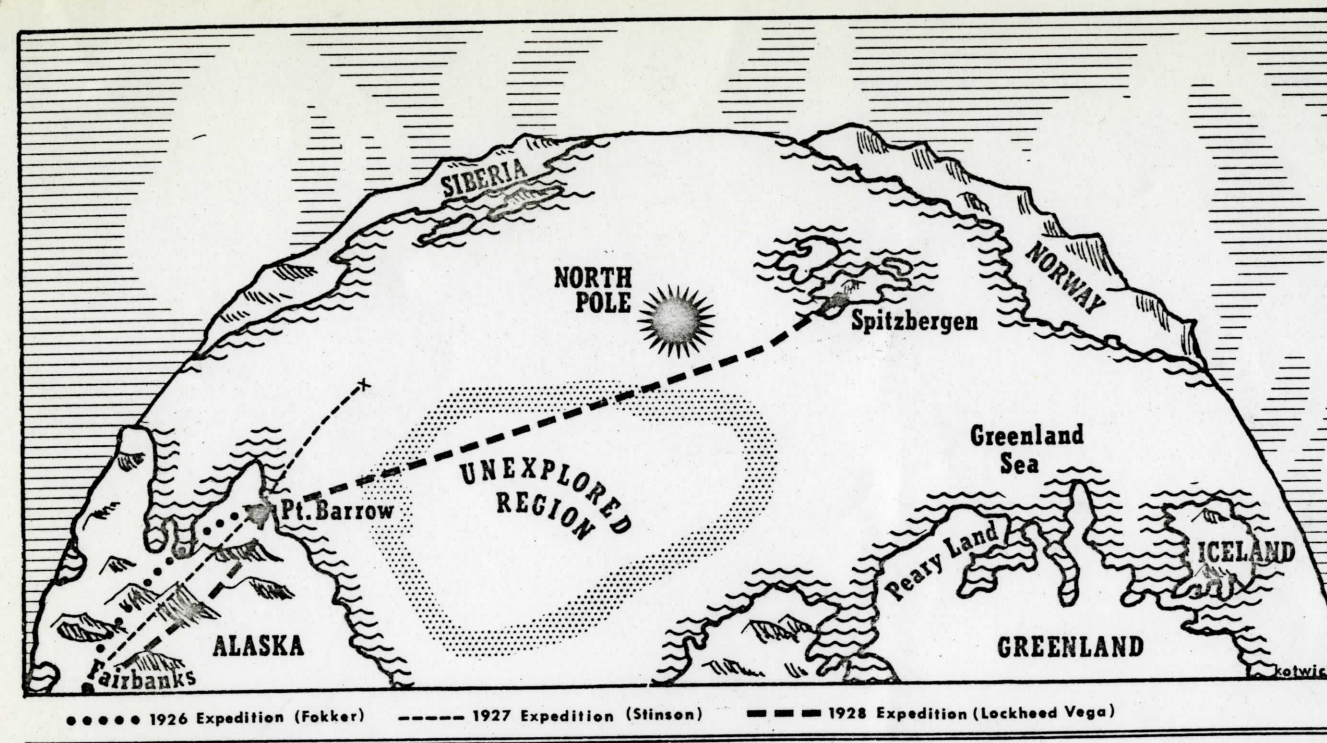 SIBERIA
NORTH
POLE
NORWAY
Spitzbergen
Greenland
Sea
UNEXPLORED
REGION
Pt. Barrow
Peary Land
ICELAND
ALASKA
GREENLAND
Fairbanks
1926 Expedition (Fokker)
1927 Expedition (Stinson)
1928 Expedition (Lockheed Vega)